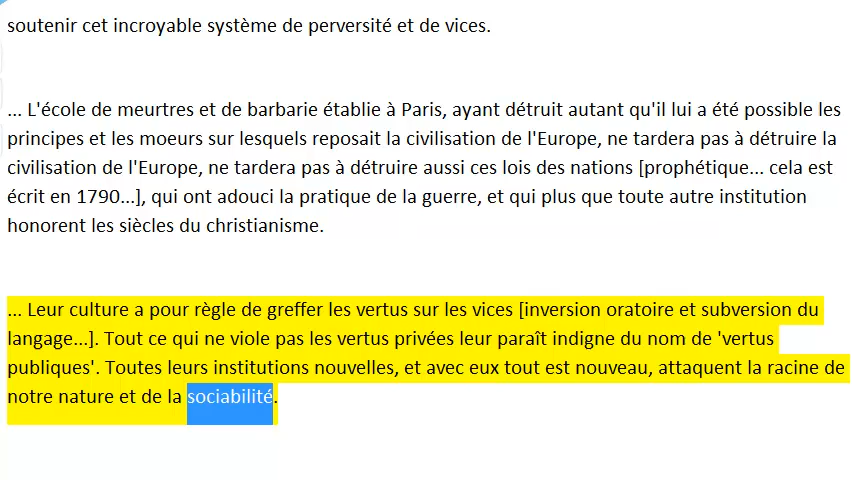 soutenir cet incroyable système de perversité et de vices.
... L'école de meurtres et de barbarie établie à Paris, ayant détruit autant qu'il lui a été possible les
principes et les moeurs sur lesquels reposait la civilisation de l'Europe, ne tardera pas à détruire la
civilisation de l'Europe, ne tardera pas à détruire aussi ces lois des nations [prophétique... cela est
écrit en 1790...], qui ont adouci la pratique de la guerre, et qui plus que toute autre institution
honorent les siècles du christianisme.
... Leur culture a pour règle de greffer les vertus sur les vices [inversion oratoire et subversion du
langage...]. Tout ce qui ne viole pas les vertus privées leur paraît indigne du nom de 'vertus
publiques'. Toutes leurs institutions nouvelles, et avec eux tout est nouveau, attaquent la racine de
notre nature et de la sociabilité.